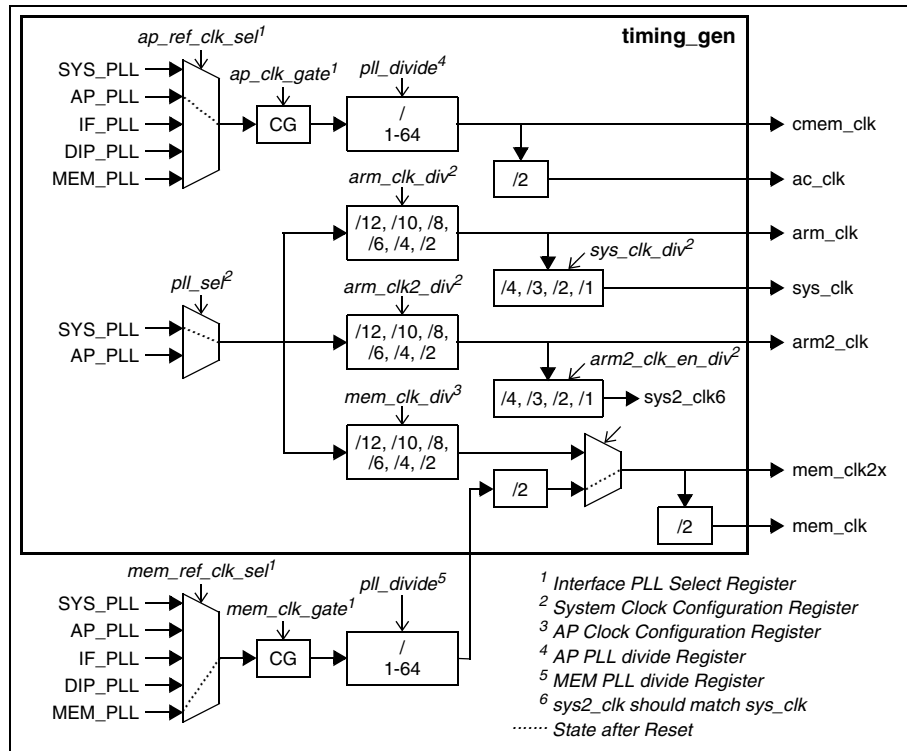 timing_gen
ap_ref_clk_sel1
SYS_PLL
AP_PLL
IF_PLL
DIP_PLL
MEM_PLL
ap_clk_gate1
CG
pll_divide4
/
1-64
cmem_clk
/2
ac_clk
arm_clk_div2
/12, /10, /8,
/6, /4, /2
arm_clk
sys_clk_div2
/4, /3, /2, /1
sys_clk
pll_sel2
SYS_PLL
AP_PLL
arm_clk2_div2
/12, /10, /8,
/6, /4, /2
arm2_clk
arm2_clk_en_div2
/4, /3, /2, /1
sys2_clk6
mem_clk_div3
/12, /10, /8,
/6, /4, /2
/2
mem_clk2x
/2
mem_clk
mem_ref_clk_sel1
SYS_PLL
AP_PLL
IF_PLL
DIP_PLL
MEM_PLL
mem_clk_gate1
CG
pll_divide5
/
1-64
1 Interface PLL Select Register
2 System Clock Configuration Register
3 AP Clock Configuration Register
4 AP PLL divide Register
5 MEM PLL divide Register
6 sys2_clk should match sys_clk
State after Reset